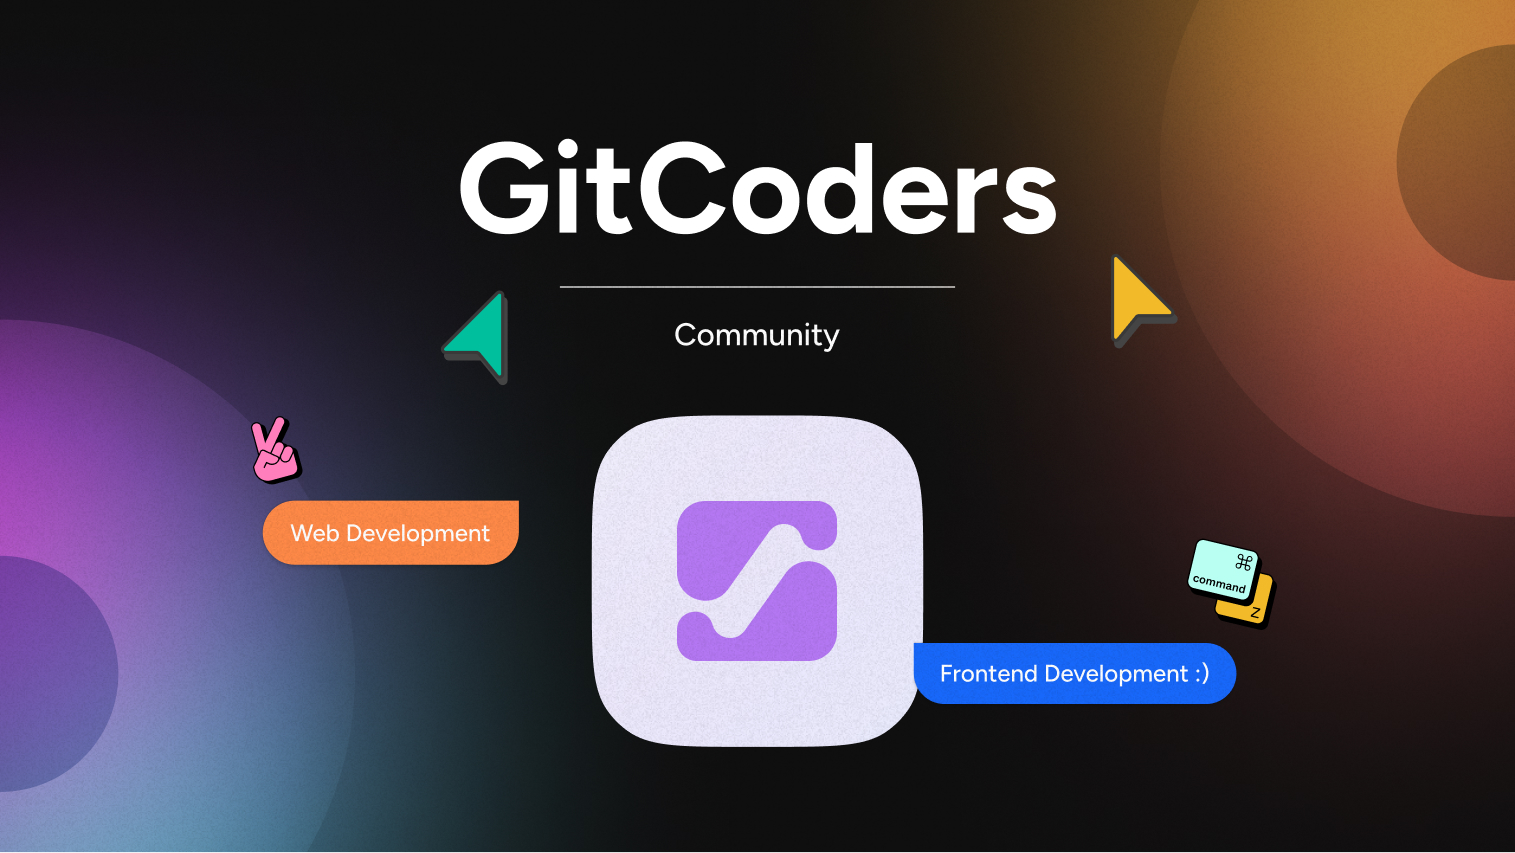 GitCoders
Community
Web Development
⌘
command
Z
Frontend Development :)